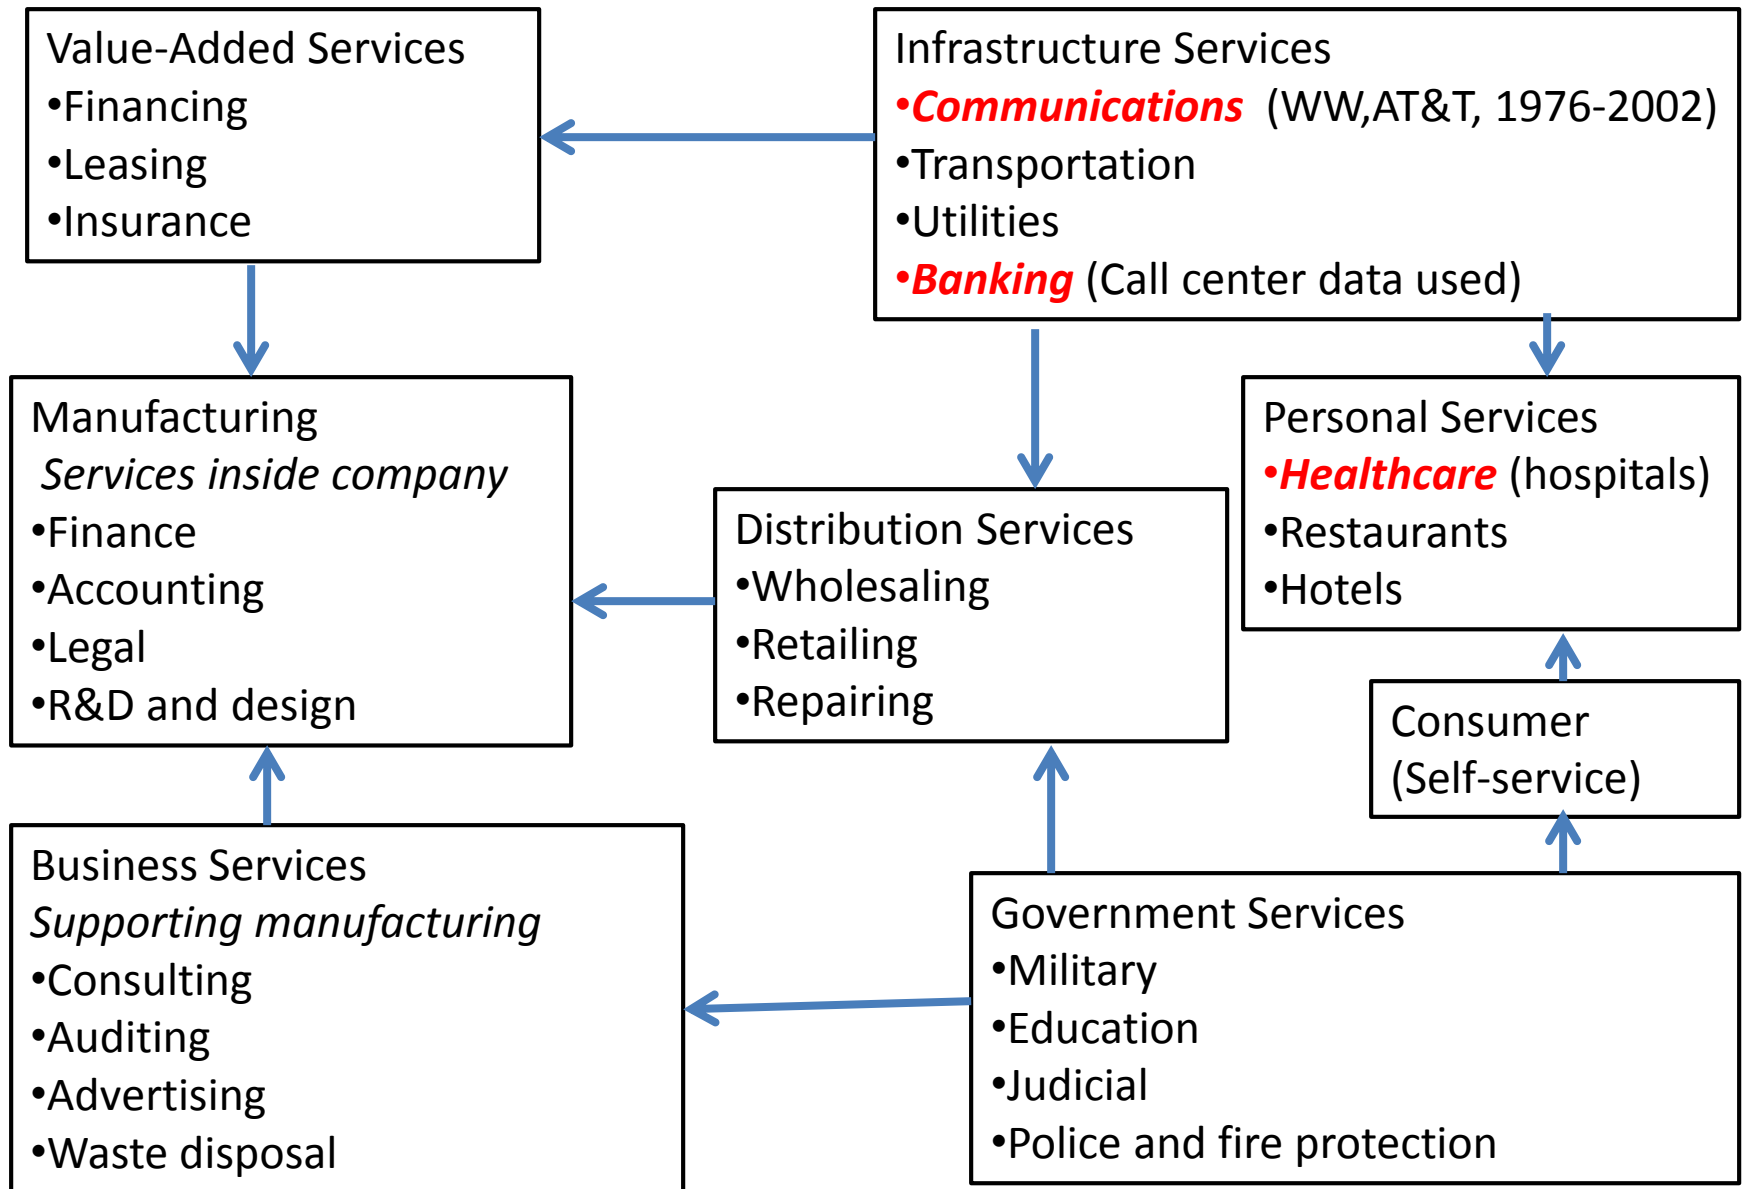 Value-Added Services
•Financing
•Leasing
•Insurance
Infrastructure Services
•Communications (WW,AT&T, 1976-2002)
•Transportation
•Utilities
•Banking (Call center data used)
Manufacturing
Services inside company
•Finance
•Accounting
•Legal
•R&D and design
Distribution Services
•Wholesaling
•Retailing
•Repairing
Personal Services
•Healthcare (hospitals)
•Restaurants
•Hotels
Consumer
(Self-service)
Business Services
Supporting manufacturing
•Consulting
•Auditing
•Advertising
•Waste disposal
Government Services
•Military
•Education
•Judicial
•Police and fire protection